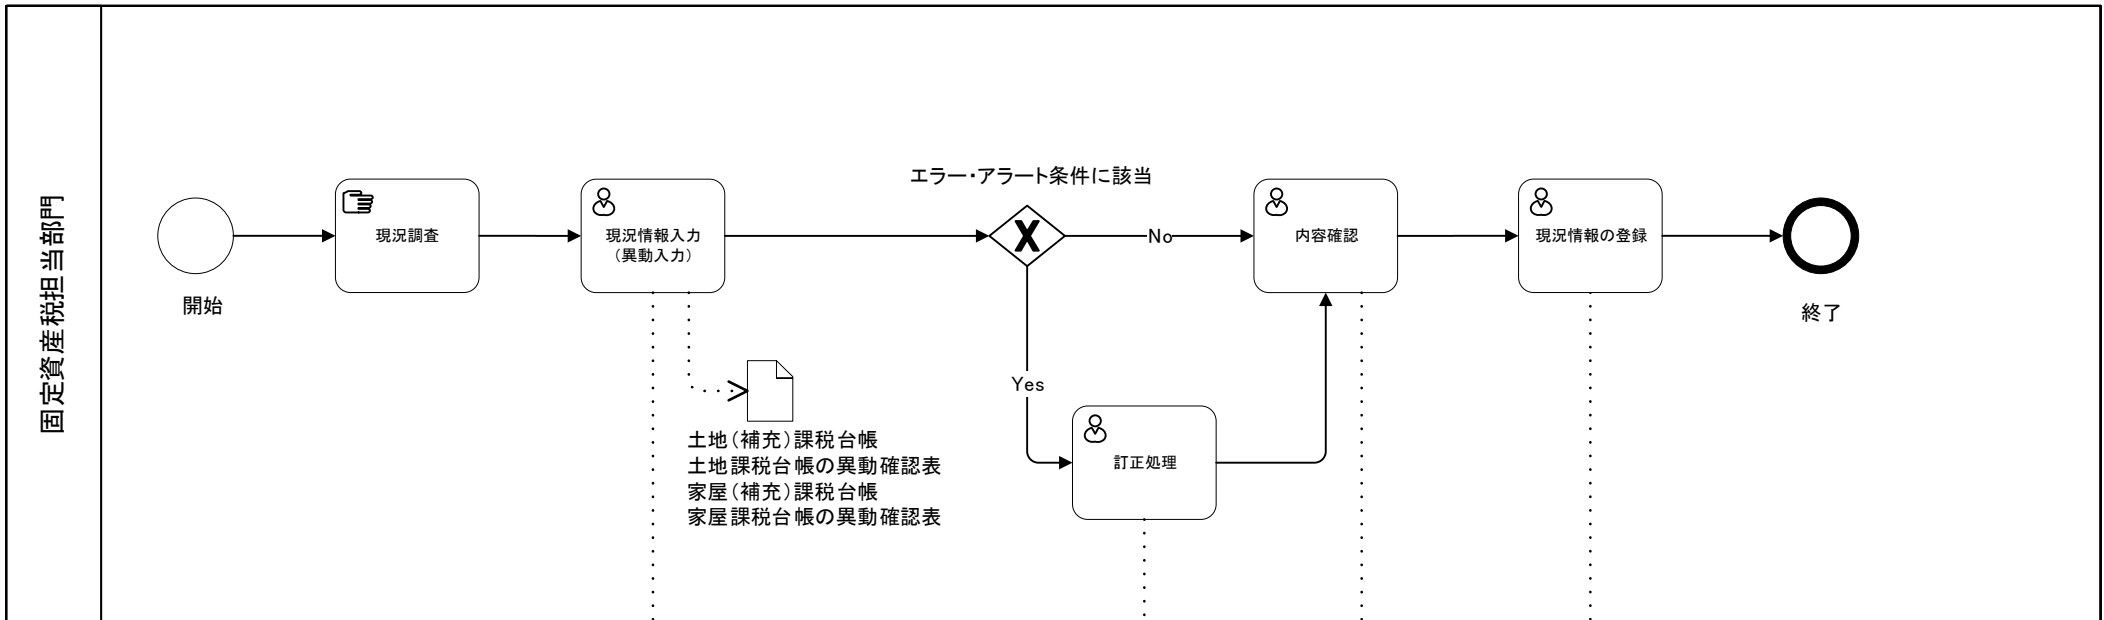 固定資産税担当部門
開始
現況調査
現況情報入力
（異動入力）
土地（補充）課税台帳
土地課税台帳の異動確認表
家屋（補充）課税台帳
家屋課税台帳の異動確認表
エラー・アラート条件に該当
No
Yes
訂正処理
内容確認
現況情報の登録
終了